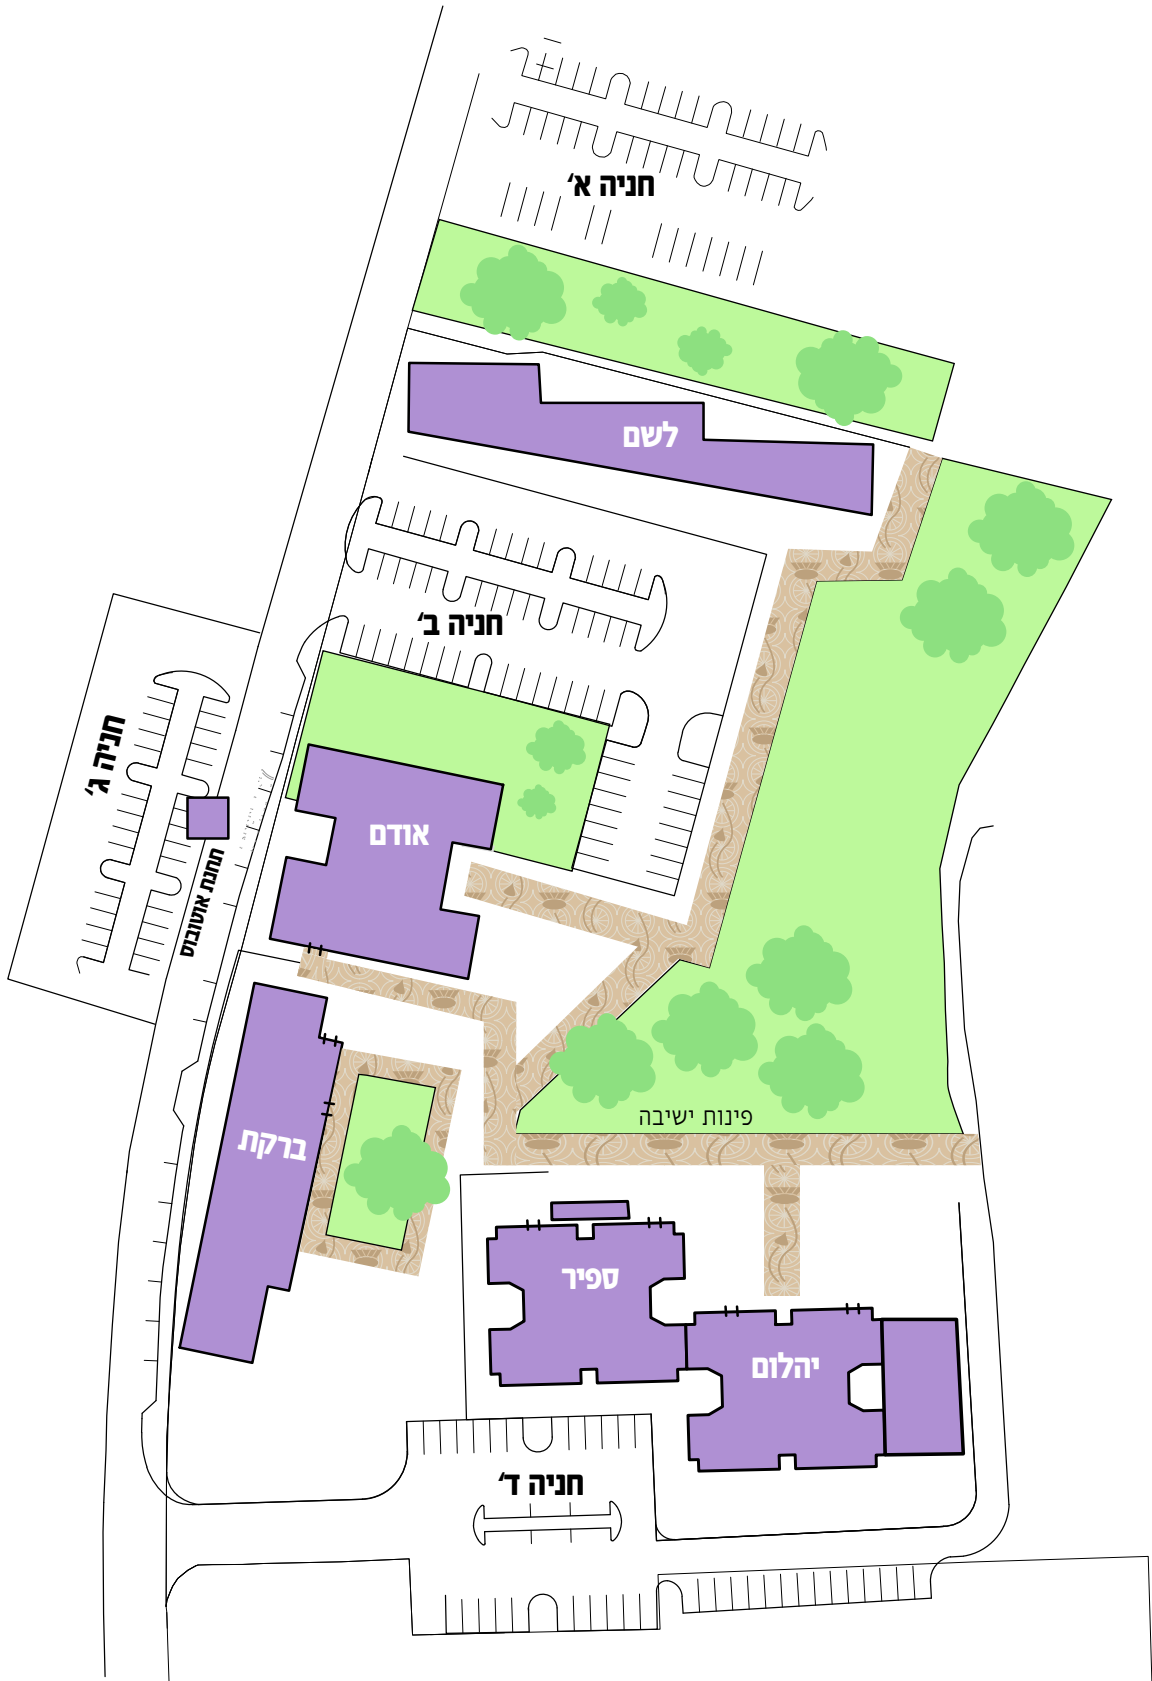 חניה א׳
לשם
חניה ב׳
חניה ג׳
אודם
תחנת אוטובוס
פינות ישיבה
ברקת
ספיר
יהלום
חניה ד׳